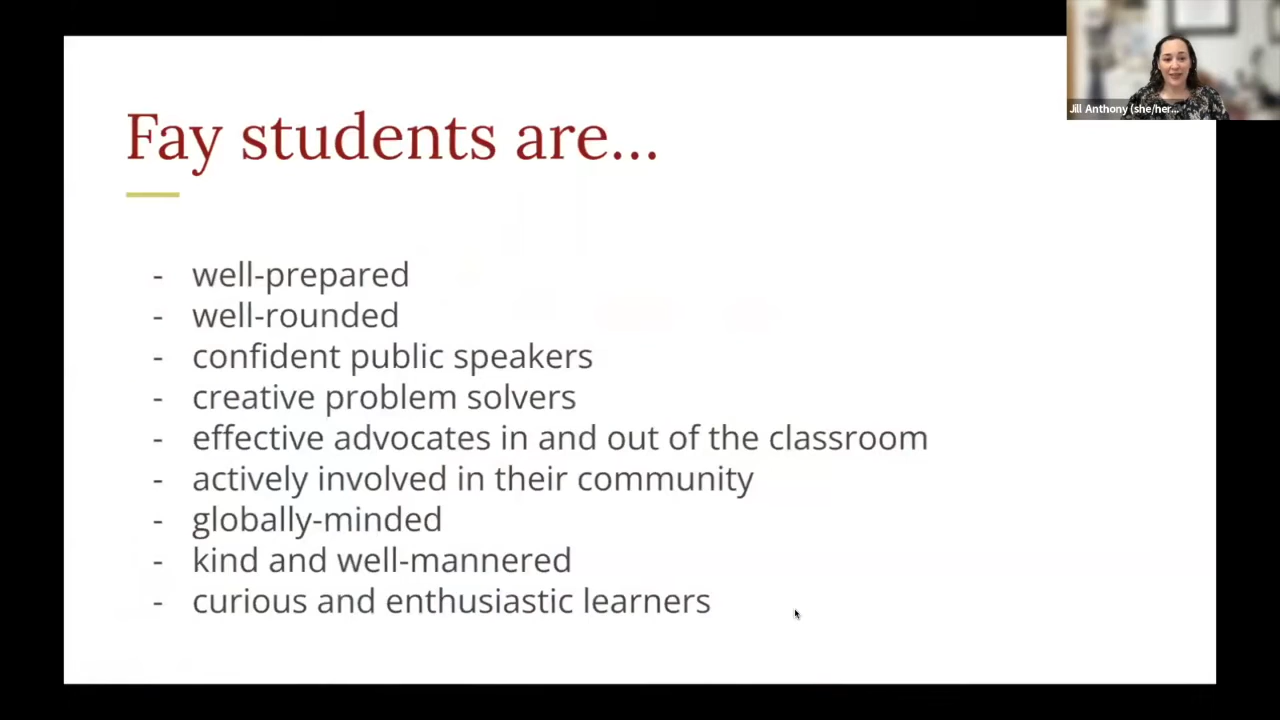 Jill Anthony (she/her...
Fay students are...
- well-prepared
- well-rounded
- confident public speakers
- creative problem solvers
- effective advocates in and out of the classroom
- actively involved in their community
- globally-minded
- kind and well-mannered
- curious and enthusiastic learners